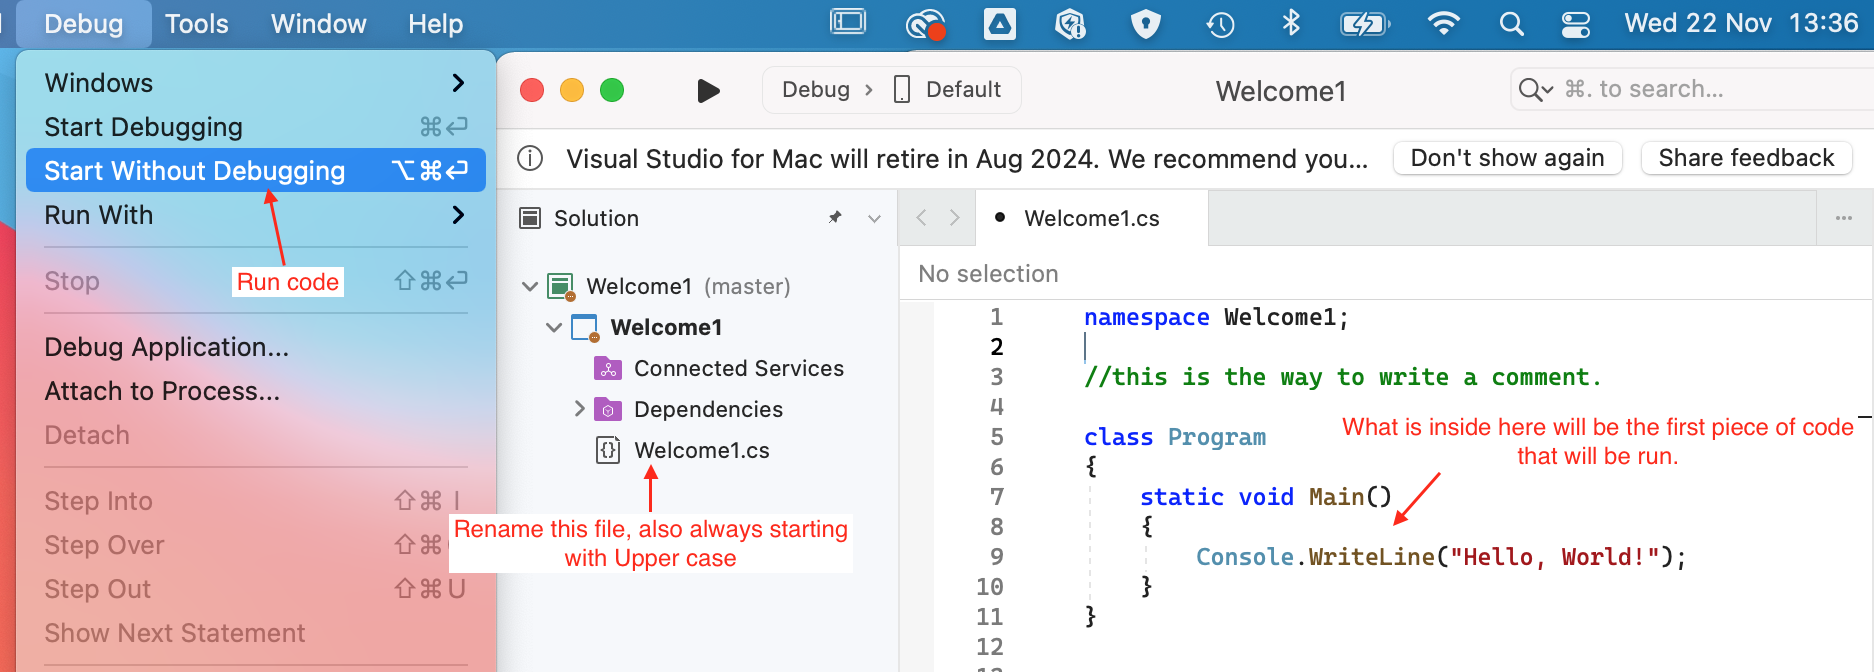 Debug Tools Window Help Wed 22 Nov 13:36
Windows
Start Debugging ⌘↩
Start Without Debugging ⌥⌘↩
Run With
Run code
Stop ⇧⌘↩
Debug Application...
Attach to Process...
Detach
Step Into ⇧⌘ I
Step Over ⇧⌘
Step Out ⇧⌘ U
Show Next Statement
Debug › Default
Welcome1
⌘. to search...
Visual Studio for Mac will retire in Aug 2024. We recommend you...
Don't show again
Share feedback
Solution
Welcome1 (master)
Welcome1
Connected Services
Dependencies
Welcome1.cs
Rename this file, also always starting
with Upper case
Welcome1.cs
No selection
1 namespace Welcome1;
2
3 //this is the way to write a comment.
4
5 class Program
6 {
7 static void Main()
8 {
9 Console.WriteLine("Hello, World!");
10 }
11 }
12
What is inside here will be the first piece of code
that will be run.